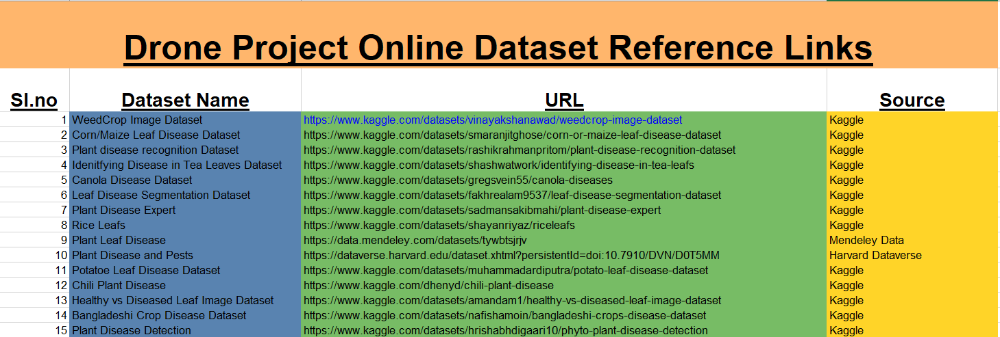 Drone Project Online Dataset Reference Links
Sl.no Dataset Name URL Source
1 WeedCrop Image Dataset https://www.kaggle.com/datasets/vinayakshanawad/weedcrop-image-dataset Kaggle
2 Corn/Maize Leaf Disease Dataset https://www.kaggle.com/datasets/smaranjitghose/corn-or-maize-leaf-disease-dataset Kaggle
3 Plant disease recognition Dataset https://www.kaggle.com/datasets/rashikrahmanpritom/plant-disease-recognition-dataset Kaggle
4 Idenitfying Disease in Tea Leaves Dataset https://www.kaggle.com/datasets/shashwatwork/identifying-disease-in-tea-leafs Kaggle
5 Canola Disease Dataset https://www.kaggle.com/datasets/gregsvein55/canola-diseases Kaggle
6 Leaf Disease Segmentation Dataset https://www.kaggle.com/datasets/fakhrealam9537/leaf-disease-segmentation-dataset Kaggle
7 Plant Disease Expert https://www.kaggle.com/datasets/sadmansakibmahi/plant-disease-expert Kaggle
8 Rice Leafs https://www.kaggle.com/datasets/shayanriyaz/riceleafs Kaggle
9 Plant Leaf Disease https://data.mendeley.com/datasets/tywbtsjrjv Mendeley Data
10 Plant Disease and Pests https://dataverse.harvard.edu/dataset.xhtml?persistentId=doi:10.7910/DVN/D0T5MM Harvard Dataverse
11 Potatoe Leaf Disease Dataset https://www.kaggle.com/datasets/muhammadardiputra/potato-leaf-disease-dataset Kaggle
12 Chili Plant Disease https://www.kaggle.com/dhenyd/chili-plant-disease Kaggle
13 Healthy vs Diseased Leaf Image Dataset https://www.kaggle.com/datasets/amandam1/healthy-vs-diseased-leaf-image-dataset Kaggle
14 Bangladeshi Crop Disease Dataset https://www.kaggle.com/datasets/nafishamoin/bangladeshi-crops-disease-dataset Kaggle
15 Plant Disease Detection https://www.kaggle.com/datasets/hrishabhdigaari10/phyto-plant-disease-detection Kaggle